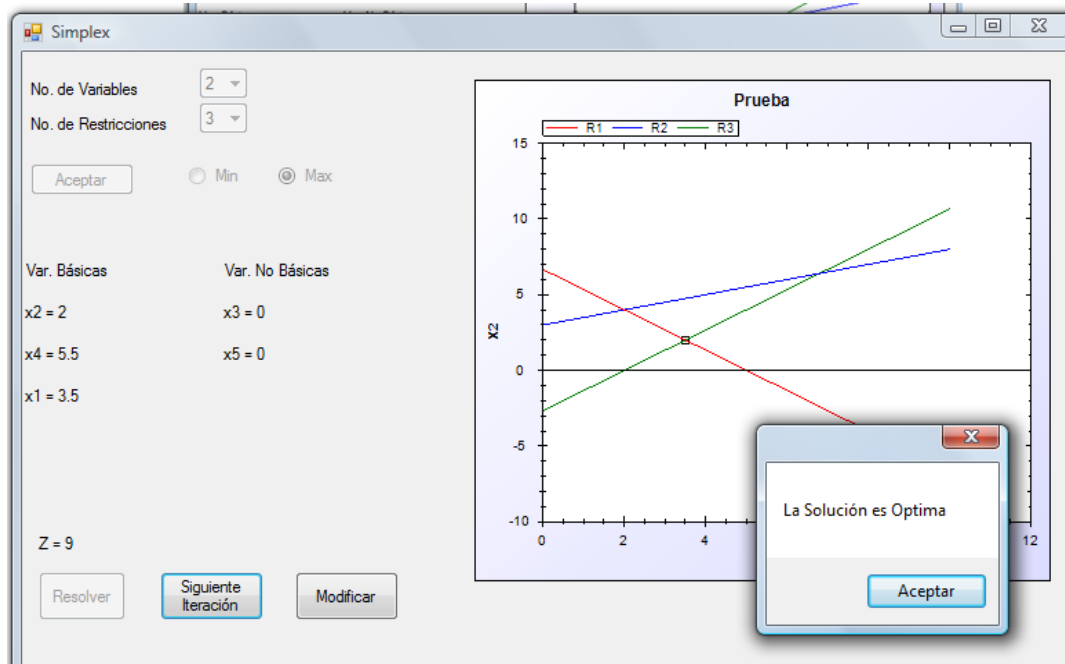 Simplex
No. de Variables
2
No. de Restricciones
3
Aceptar
Min
Max
Var. Básicas
Var. No Básicas
x2 = 2
x3 = 0
x4 = 5.5
x5 = 0
x1 = 3.5
Z = 9
Resolver
Siguiente
Iteración
Modificar
Prueba
R1 R2 R3
15
10
5
0
-5
-10
X2
0 2 4 12
La Solución es Optima
Aceptar